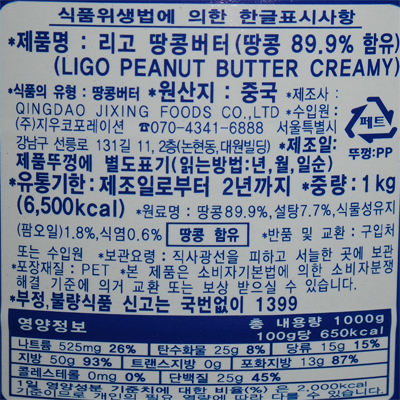 식품위생법에 의한 한글표시사항
*제품명 : 리고 땅콩버터(땅콩 89.9% 함유)
(LIGO PEANUT BUTTER CREAMY)
*식품의 유형 : 땅콩버터 *원산지 : 중국 *제조사 :
QINGDAO JIXING FOODS CO.,LTD *수입원 :
(주)지우코포레이션 ☎070-4341-6888 서울특별시
강남구 선릉로 131길 11, 2층(논현동, 대원빌딩) *제조일:
제품뚜껑에 별도표기(읽는방법:년,월,일순)
*유통기한: 제조일로부터 2년까지 *중량:1kg
(6,500kcal) *원료명 : 땅콩89.9%,설탕7.7%,식물성유지
(팜오일)1.8%,식염0.6% 땅콩 함유 *반품 및 교환 : 구입처
또는 수입원 *보관요령 : 직사광선을 피하고 서늘한 곳에 보관
*포장재질 : PET *본 제품은 소비자기본법에 의한 소비자분쟁
해결 기준에 의거 교환 또는 보상 받으실 수 있습니다.
*부정,불량식품 신고는 국번없이 1399
페트
뚜껑:PP
영양정보
총 내용량 1000g
100g당 650kcal
나트륨 525mg 26% 탄수화물 25g 8% 당류 15g 15%
지방 50g 93% 트랜스지방 0g 포화지방 13g 87%
콜레스테롤 0mg 0% 단백질 25g 45%
1일 영양성분 기준치에 대한 비율(%)은 2,000kcal